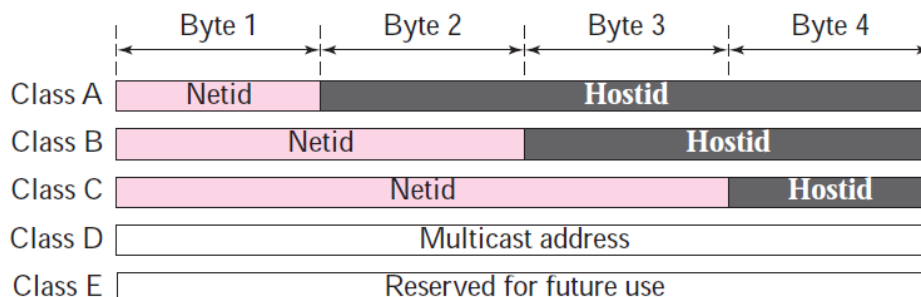 Byte 1 Byte 2 Byte 3 Byte 4
Class A Netid Hostid
Class B Netid Hostid
Class C Netid Hostid
Class D Multicast address
Class E Reserved for future use